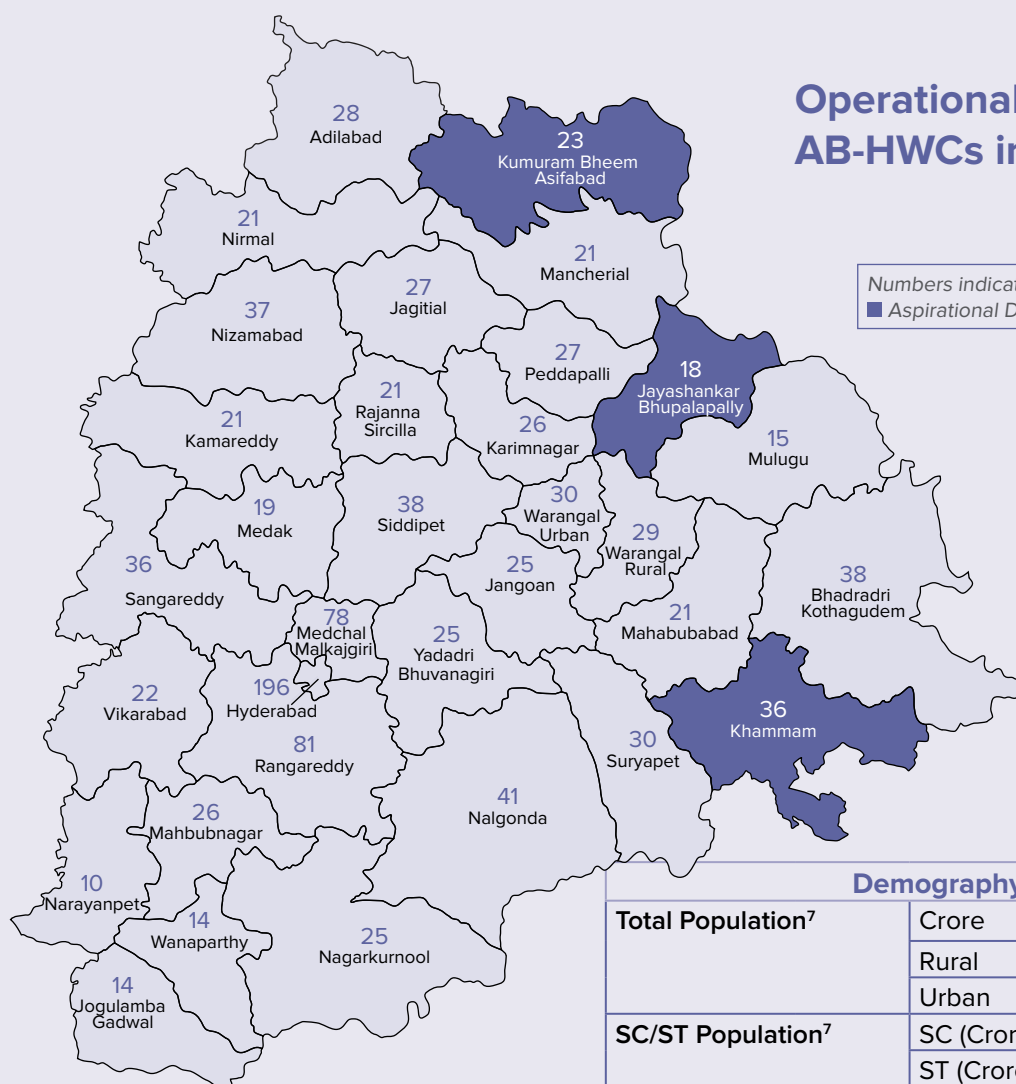 Operational
AB-HWCs in
Numbers indicat
Aspirational D
28
Adilabad
23
Kumuram Bheem
Asifabad
21
Nirmal
21
Mancherial
27
Jagitial
37
Nizamabad
27
Peddapalli
18
Jayashankar
Bhupalapally
21
Rajanna
Sircilla
21
Kamareddy
26
Karimnagar
15
Mulugu
19
Medak
38
Siddipet
30
Warangal
Urban
29
Warangal
Rural
36
Sangareddy
25
Jangoan
38
Bhadradri
Kothagudem
78
Medchal
Malkajgiri
25
Yadadri
Bhuvanagiri
21
Mahabubabad
22
Vikarabad
196
Hyderabad
36
Khammam
81
Rangareddy
30
Suryapet
41
Nalgonda
26
Mahbubnagar
10
Narayanpet
14
Wanaparthy
25
Nagarkurnool
14
Jogulamba
Gadwal
Demography
Total Population⁷ Crore
Rural
Urban
SC/ST Population⁷ SC (Cror
ST (Crore